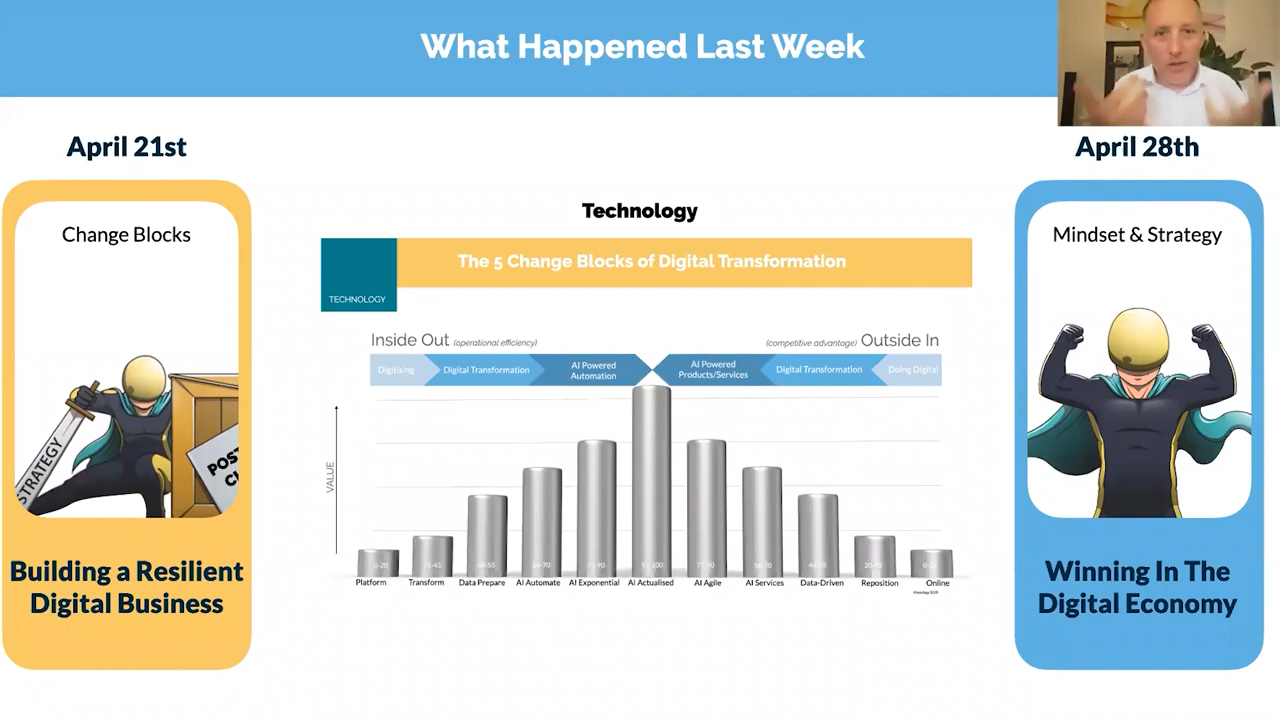 What Happened Last Week
April 21st
Change Blocks
STRATEGY
Building a Resilient
Digital Business
Technology
TECHNOLOGY
The 5 Change Blocks of Digital Transformation
Inside Out (operational efficiency)
(competitive advantage) Outside In
Digitising
Digital Transformation
AI Powered
Automation
AI Powered
Products/Services
Digital Transformation
Doing Digital
VALUE
Platform
Transform
Data Prepare
AI Automate
AI Exponential
AI Actualised
AI Agile
AI Services
Data-Driven
Reposition
Online
April 28th
Mindset & Strategy
Winning In The
Digital Economy